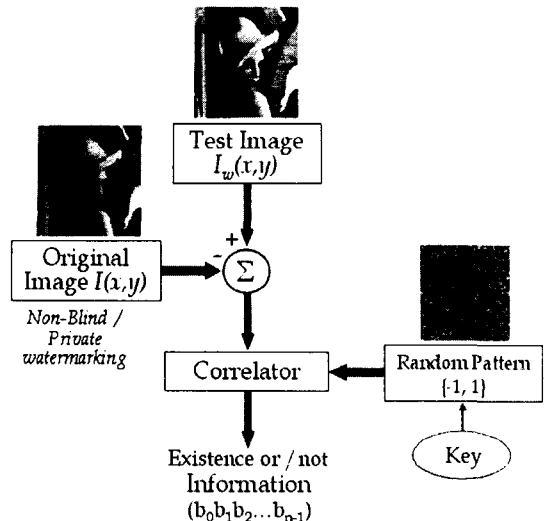 Test Image
I_w(x,y)
+
-
Σ
Original
Image I(x,y)
Non-Blind /
Private
watermarking
Correlator
Random Pattern
{-1, 1}
Key
Existence or / not
Information
(b₀b₁b₂...bₚ₋₁)